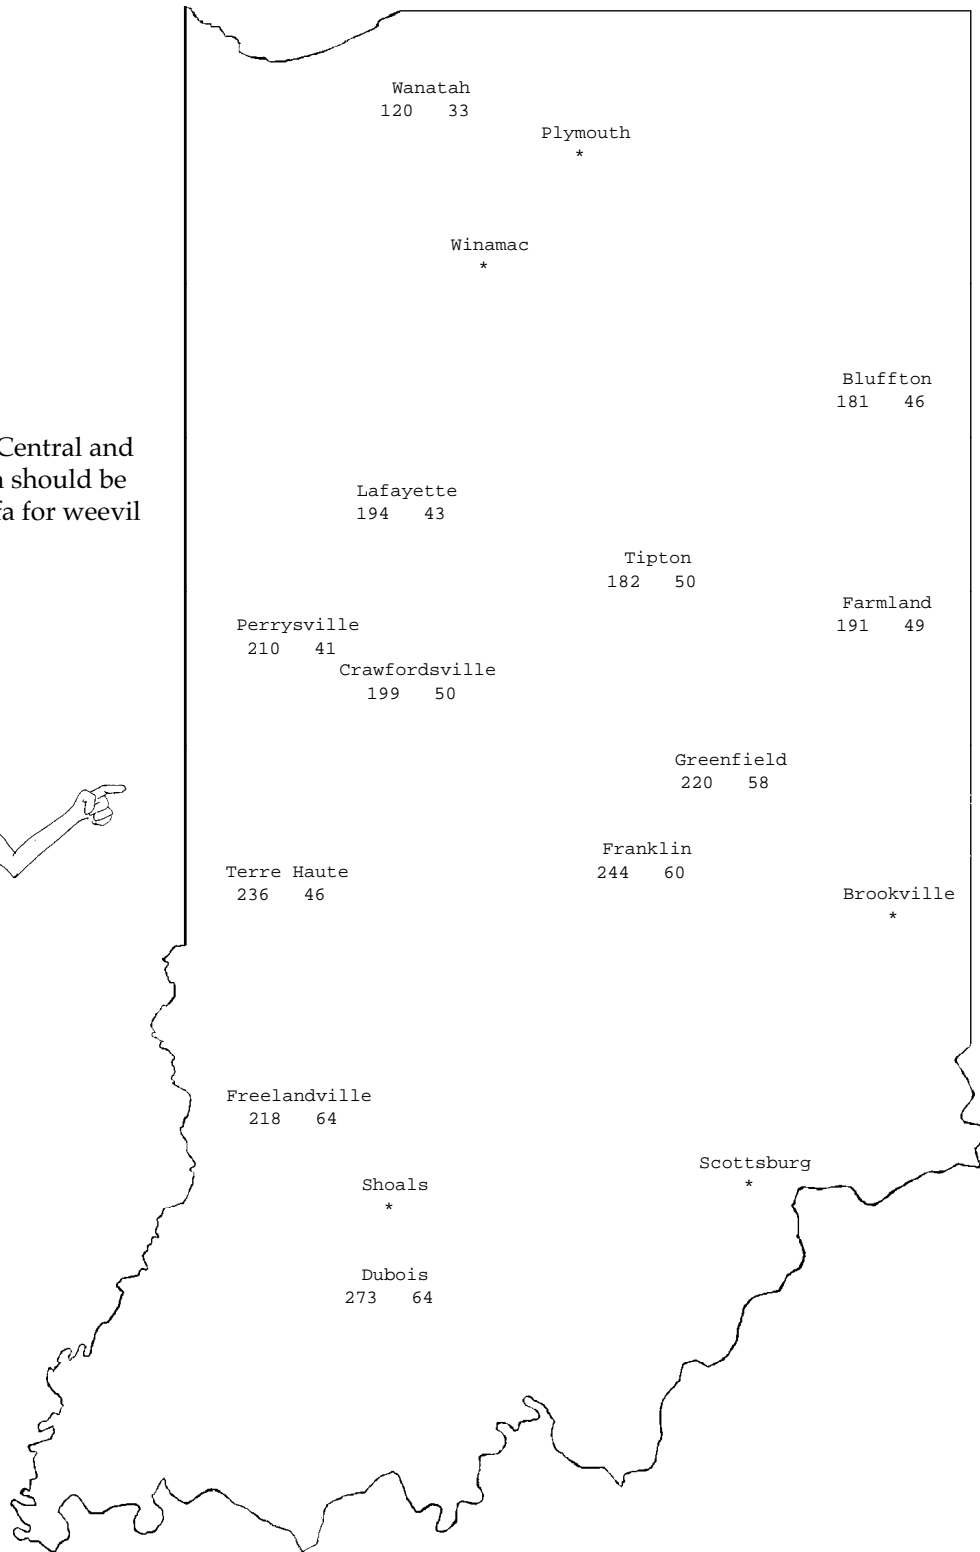 Wanatah
120 33
Plymouth
*
Winamac
*
Bluffton
181 46
Central and
should be
for weevil
Lafayette
194 43
Tipton
182 50
Farmland
191 49
Perrysville
210 41
Crawfordsville
199 50
Greenfield
220 58
Franklin
244 60
Terre Haute
236 46
Brookville
*
Freelandville
218 64
Scottsburg
*
Shoals
*
Dubois
273 64